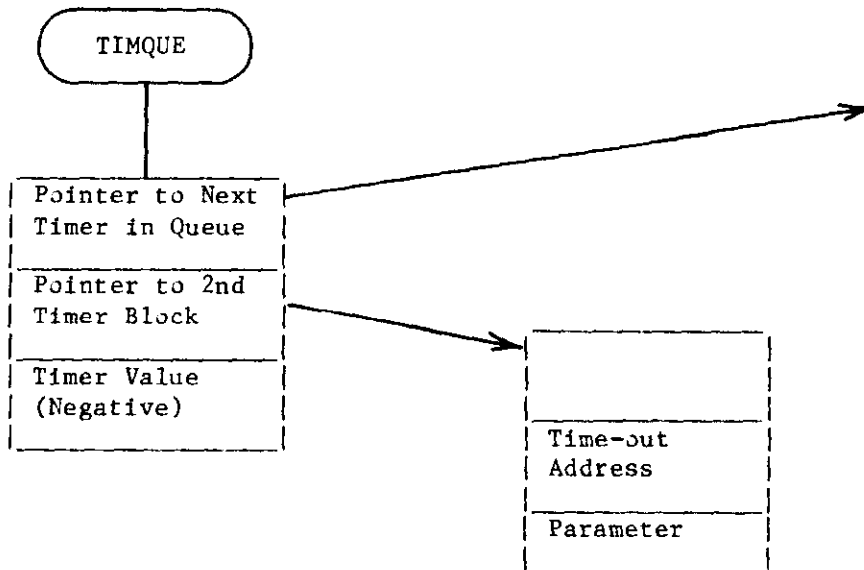 TIMQUE
Pointer to Next
Timer in Queue
Pointer to 2nd
Timer Block
Timer Value
(Negative)
Time-out
Address
Parameter